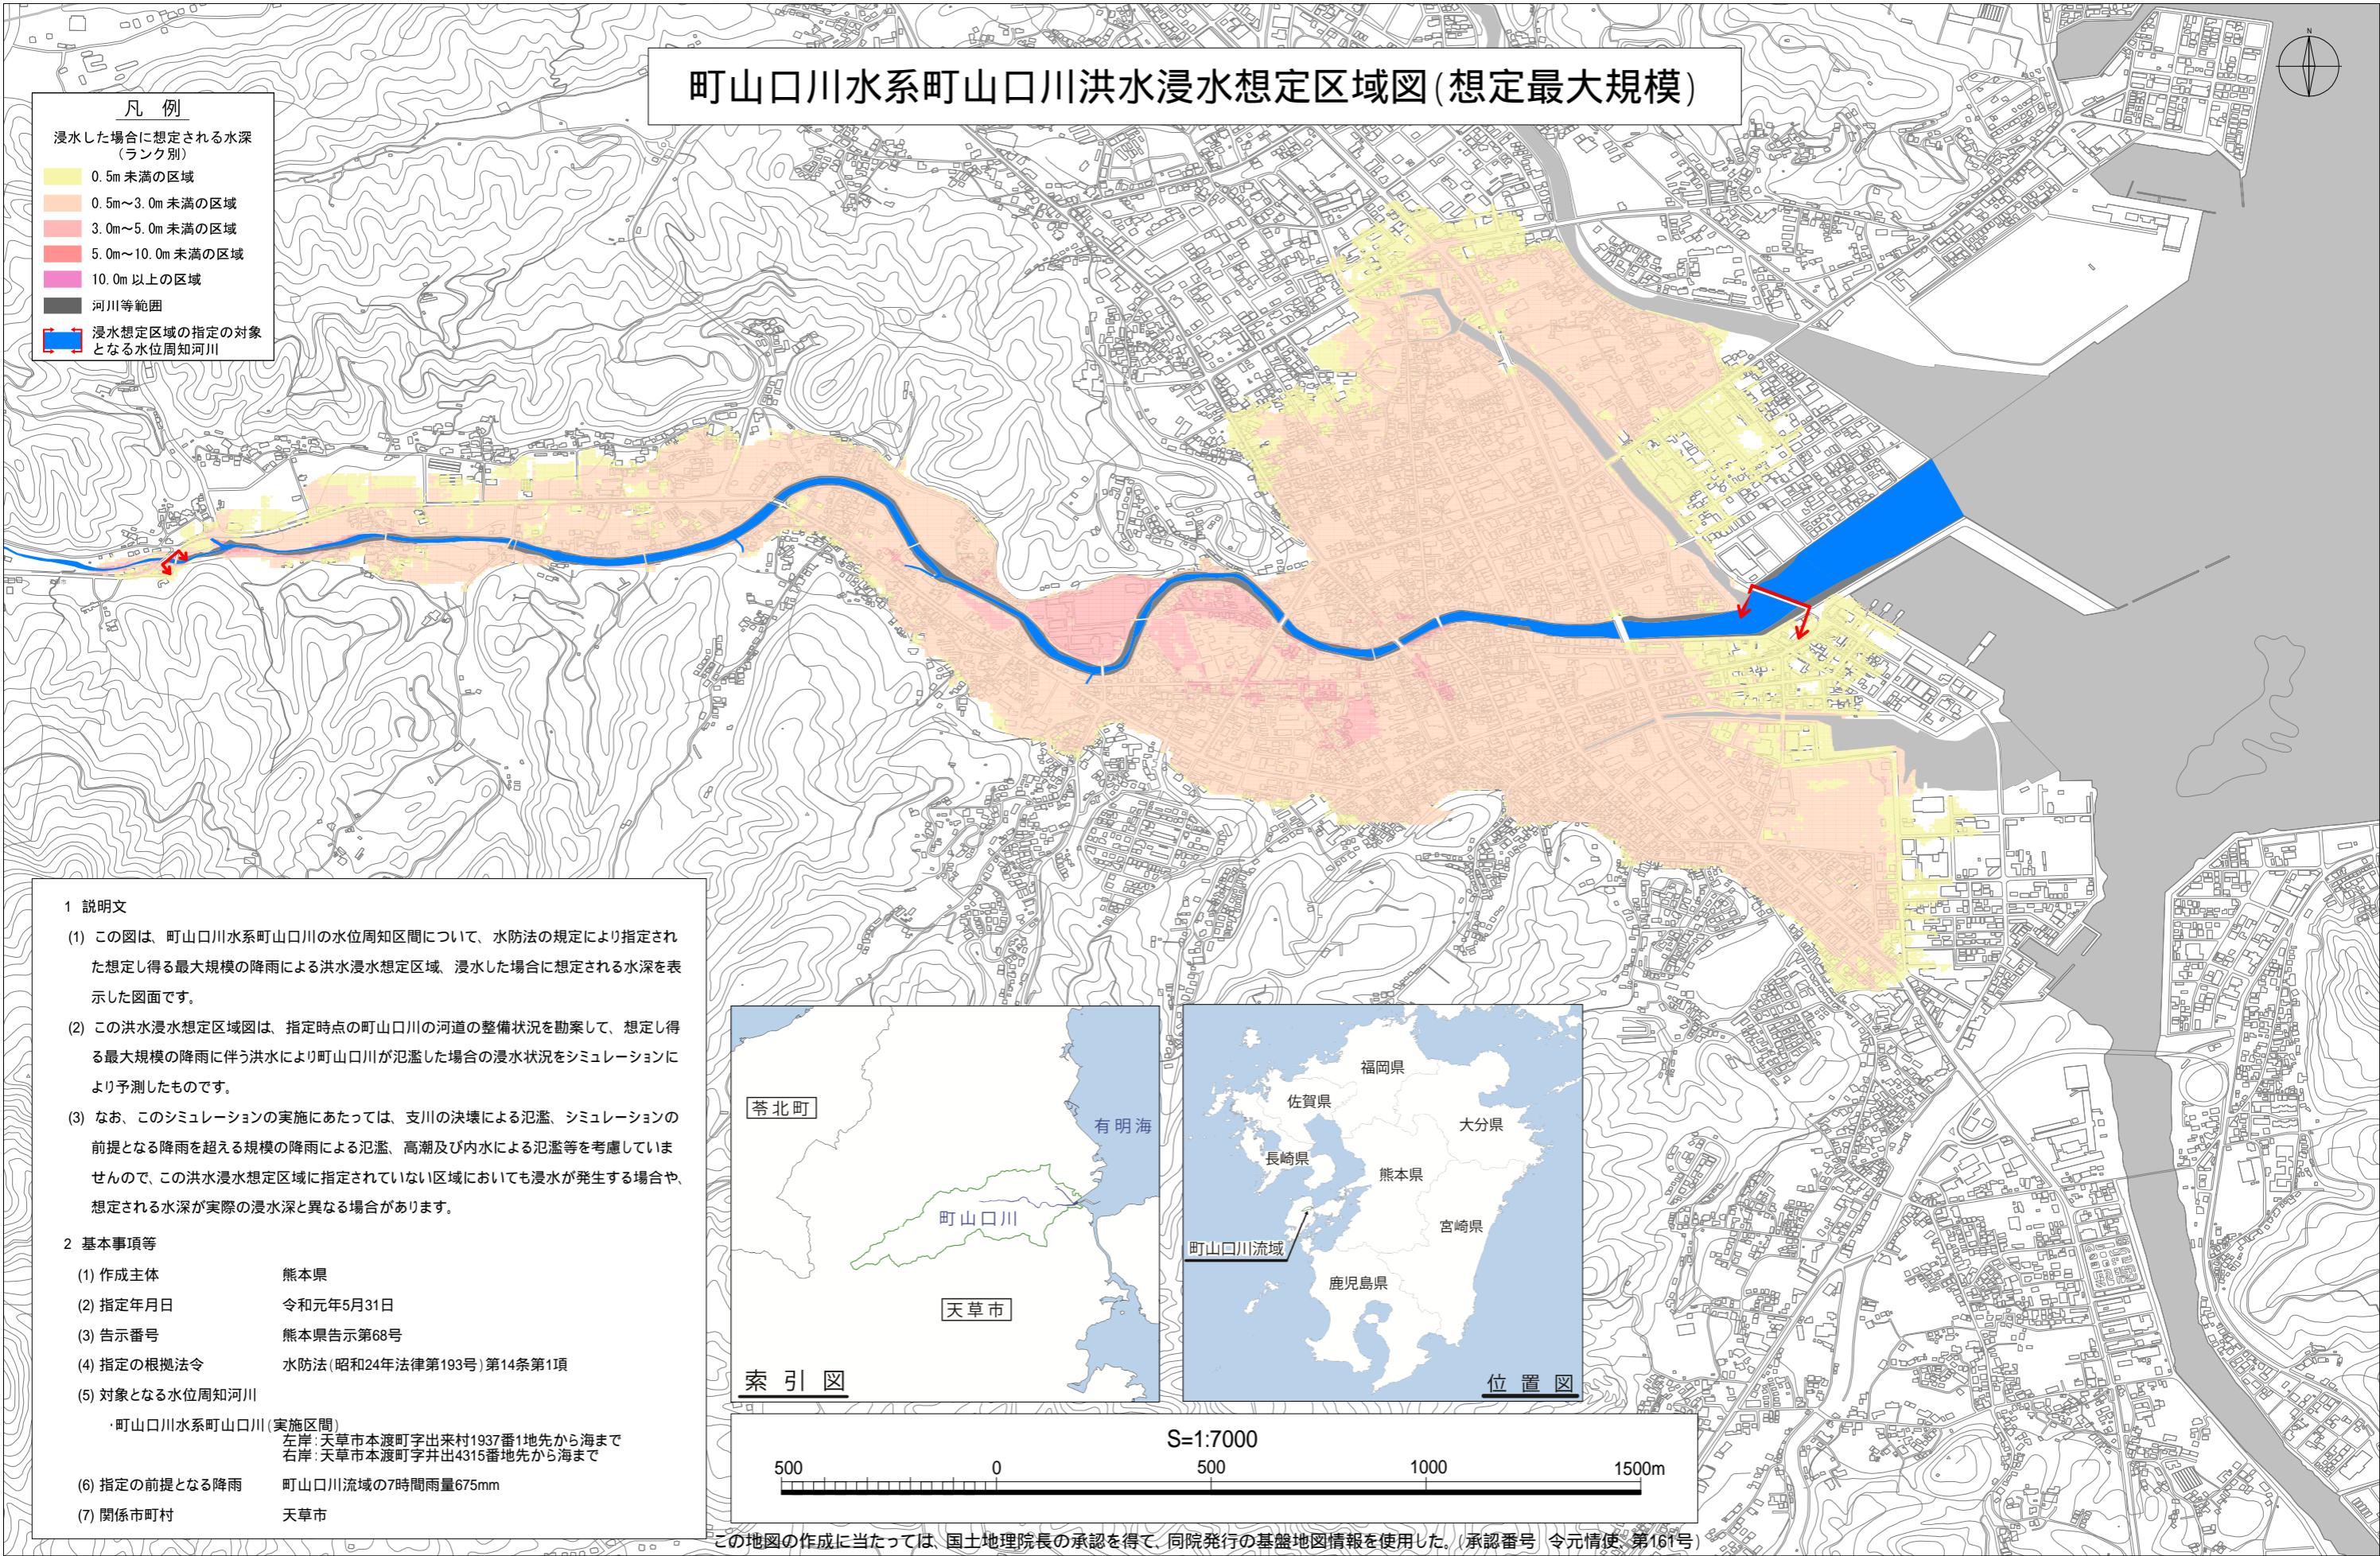 町山口川水系町山口川洪水浸水想定区域図(想定最大規模)
N
凡 例
浸水した場合に想定される水深
(ランク別)
0.5m 未満の区域
0.5m～3.0m 未満の区域
3.0m～5.0m 未満の区域
5.0m～10.0m 未満の区域
10.0m 以上の区域
河川等範囲
浸水想定区域の指定の対象
となる水位周知河川
1 説明文
(1) この図は、町山口川水系町山口川の水位周知区間について、水防法の規定により指定され
た想定し得る最大規模の降雨による洪水浸水想定区域、浸水した場合に想定される水深を表
示した図面です。
(2) この洪水浸水想定区域図は、指定時点の町山口川の河道の整備状況を勘案して、想定し得
る最大規模の降雨に伴う洪水により町山口川が氾濫した場合の浸水状況をシミュレーションに
より予測したものです。
(3) なお、このシミュレーションの実施にあたっては、支川の決壊による氾濫、シミュレーションの
前提となる降雨を超える規模の降雨による氾濫、高潮及び内水による氾濫等を考慮していま
せんので、この洪水浸水想定区域に指定されていない区域においても浸水が発生する場合や、
想定される水深が実際の浸水深と異なる場合があります。
2 基本事項等
(1) 作成主体 熊本県
(2) 指定年月日 令和元年5月31日
(3) 告示番号 熊本県告示第68号
(4) 指定の根拠法令 水防法(昭和24年法律第193号)第14条第1項
(5) 対象となる水位周知河川
・町山口川水系町山口川(実施区間)
左岸:天草市本渡町字出来村1937番1地先から海まで
右岸:天草市本渡町字井出4315番地先から海まで
(6) 指定の前提となる降雨 町山口川流域の7時間雨量675mm
(7) 関係市町村 天草市
苓北町
有明海
町山口川
天草市
索 引 図
福岡県
佐賀県
大分県
長崎県
熊本県
宮崎県
町山口川流域
鹿児島県
位 置 図
S=1:7000
500 0 500 1000 1500m
この地図の作成に当たっては、国土地理院長の承認を得て、同院発行の基盤地図情報を使用した。(承認番号 令元情使、第161号)